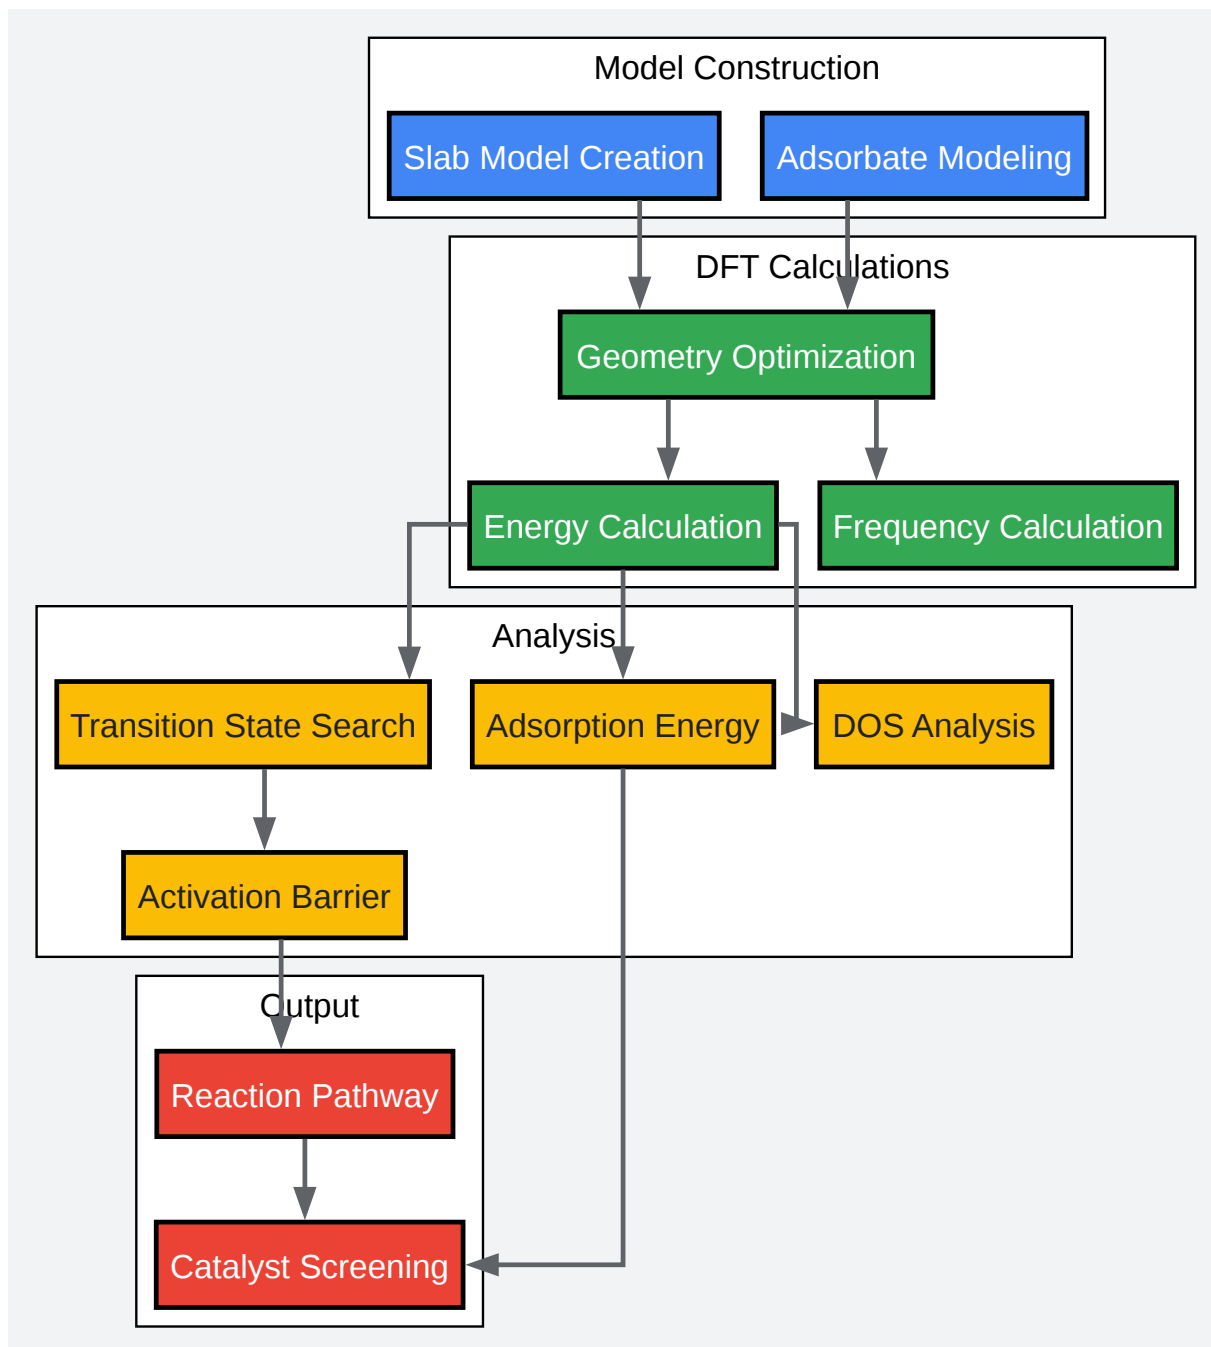 Model Construction
Slab Model Creation
Adsorbate Modeling
DFT Calculations
Geometry Optimization
Energy Calculation
Frequency Calculation
Analysis
Transition State Search
Adsorption Energy
DOS Analysis
Activation Barrier
Output
Reaction Pathway
Catalyst Screening